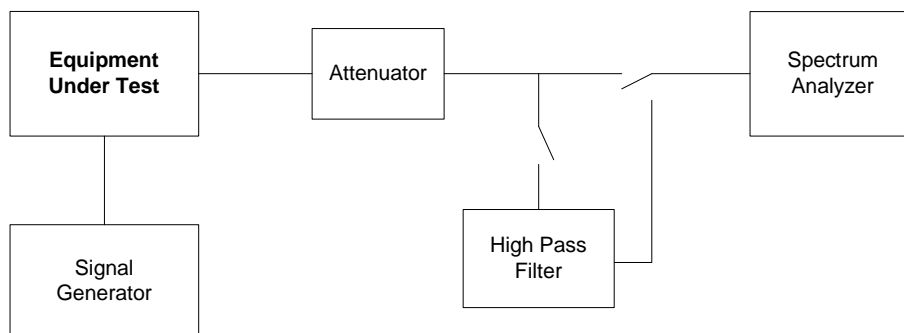 Equipment
Under Test
Attenuator
Spectrum
Analyzer
Signal
Generator
High Pass
Filter